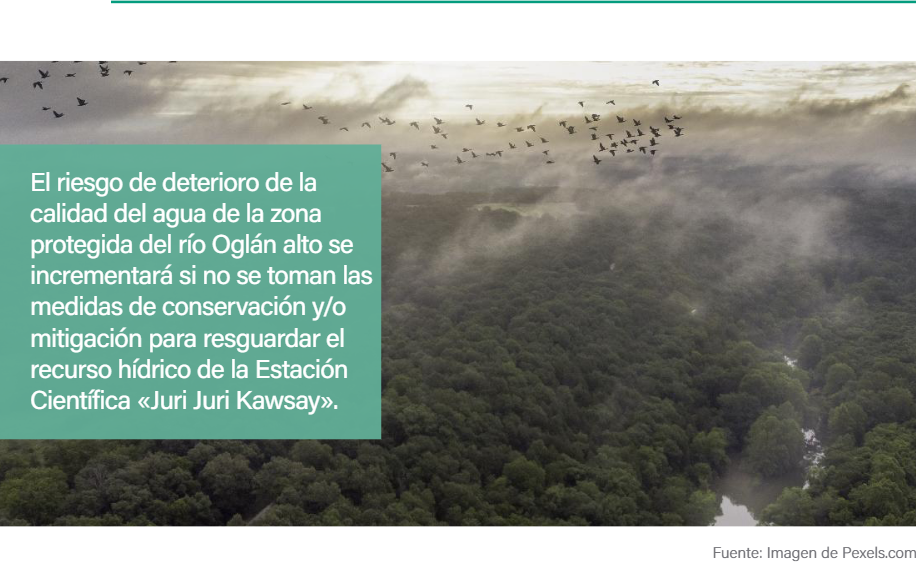 El riesgo de deterioro de la
calidad del agua de la zona
protegida del río Oglán alto se
incrementará si no se toman las
medidas de conservación y/o
mitigación para resguardar el
recurso hídrico de la Estación
Científica «Juri Juri Kawsay».
Fuente: Imagen de Pexels.com